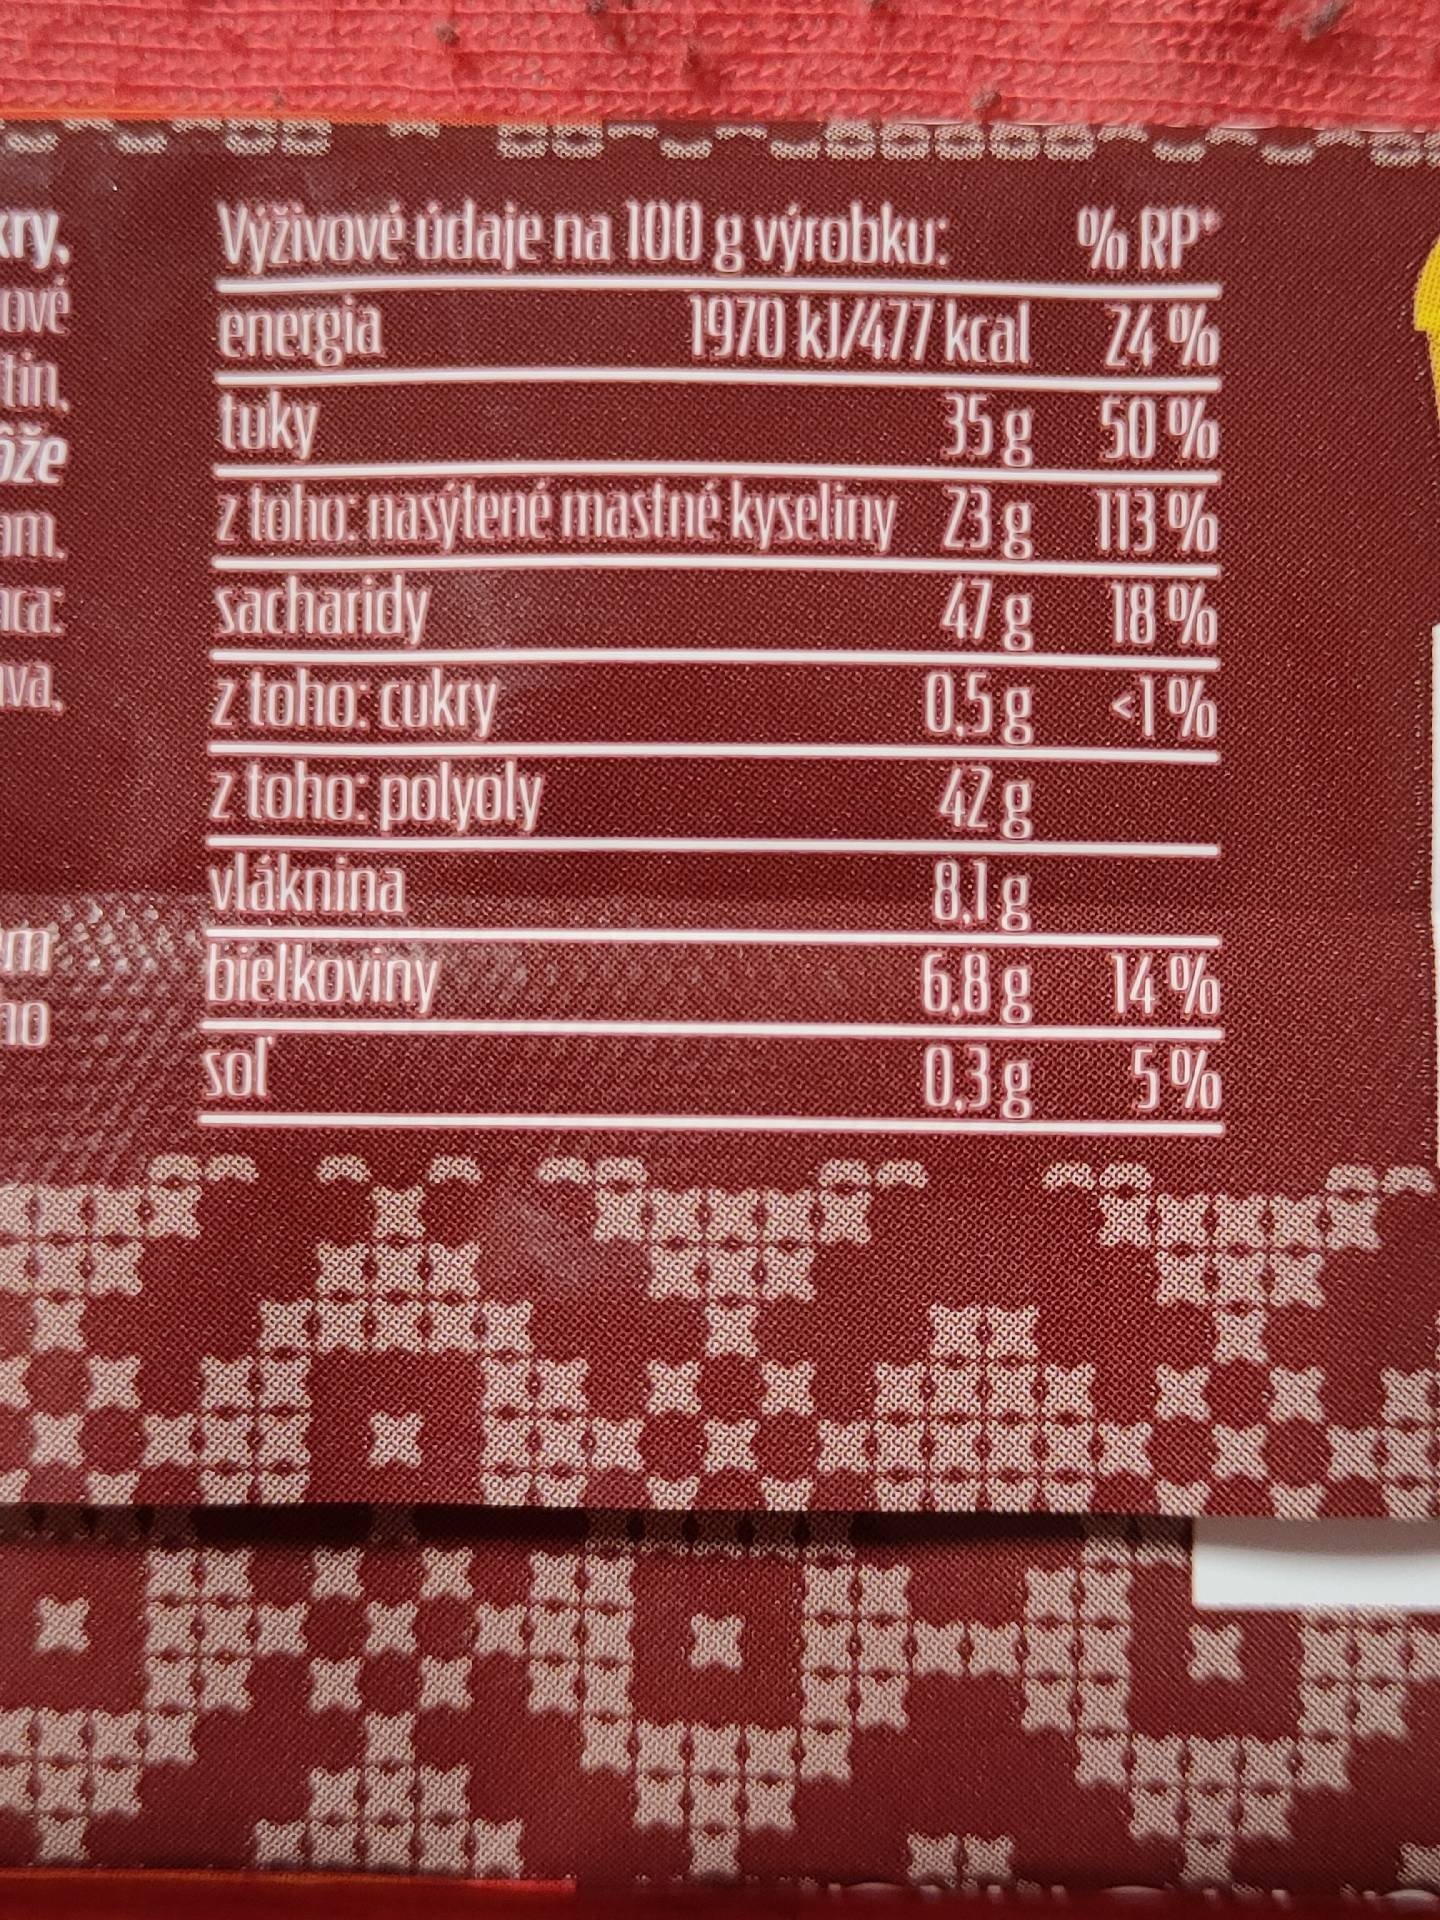 kry,
Výživové údaje na 100 g výrobku: % RP*
energia 1970 kJ/477 kcal 24 %
tuky 35 g 50 %
z toho: nasýtené mastné kyseliny 23 g 113 %
sacharidy 47 g 18 %
z toho: cukry 0,5 g <1 %
z toho: polyoly 42 g
vláknina 8,1 g
bielkoviny 6,8 g 14 %
soľ 0,3 g 5 %